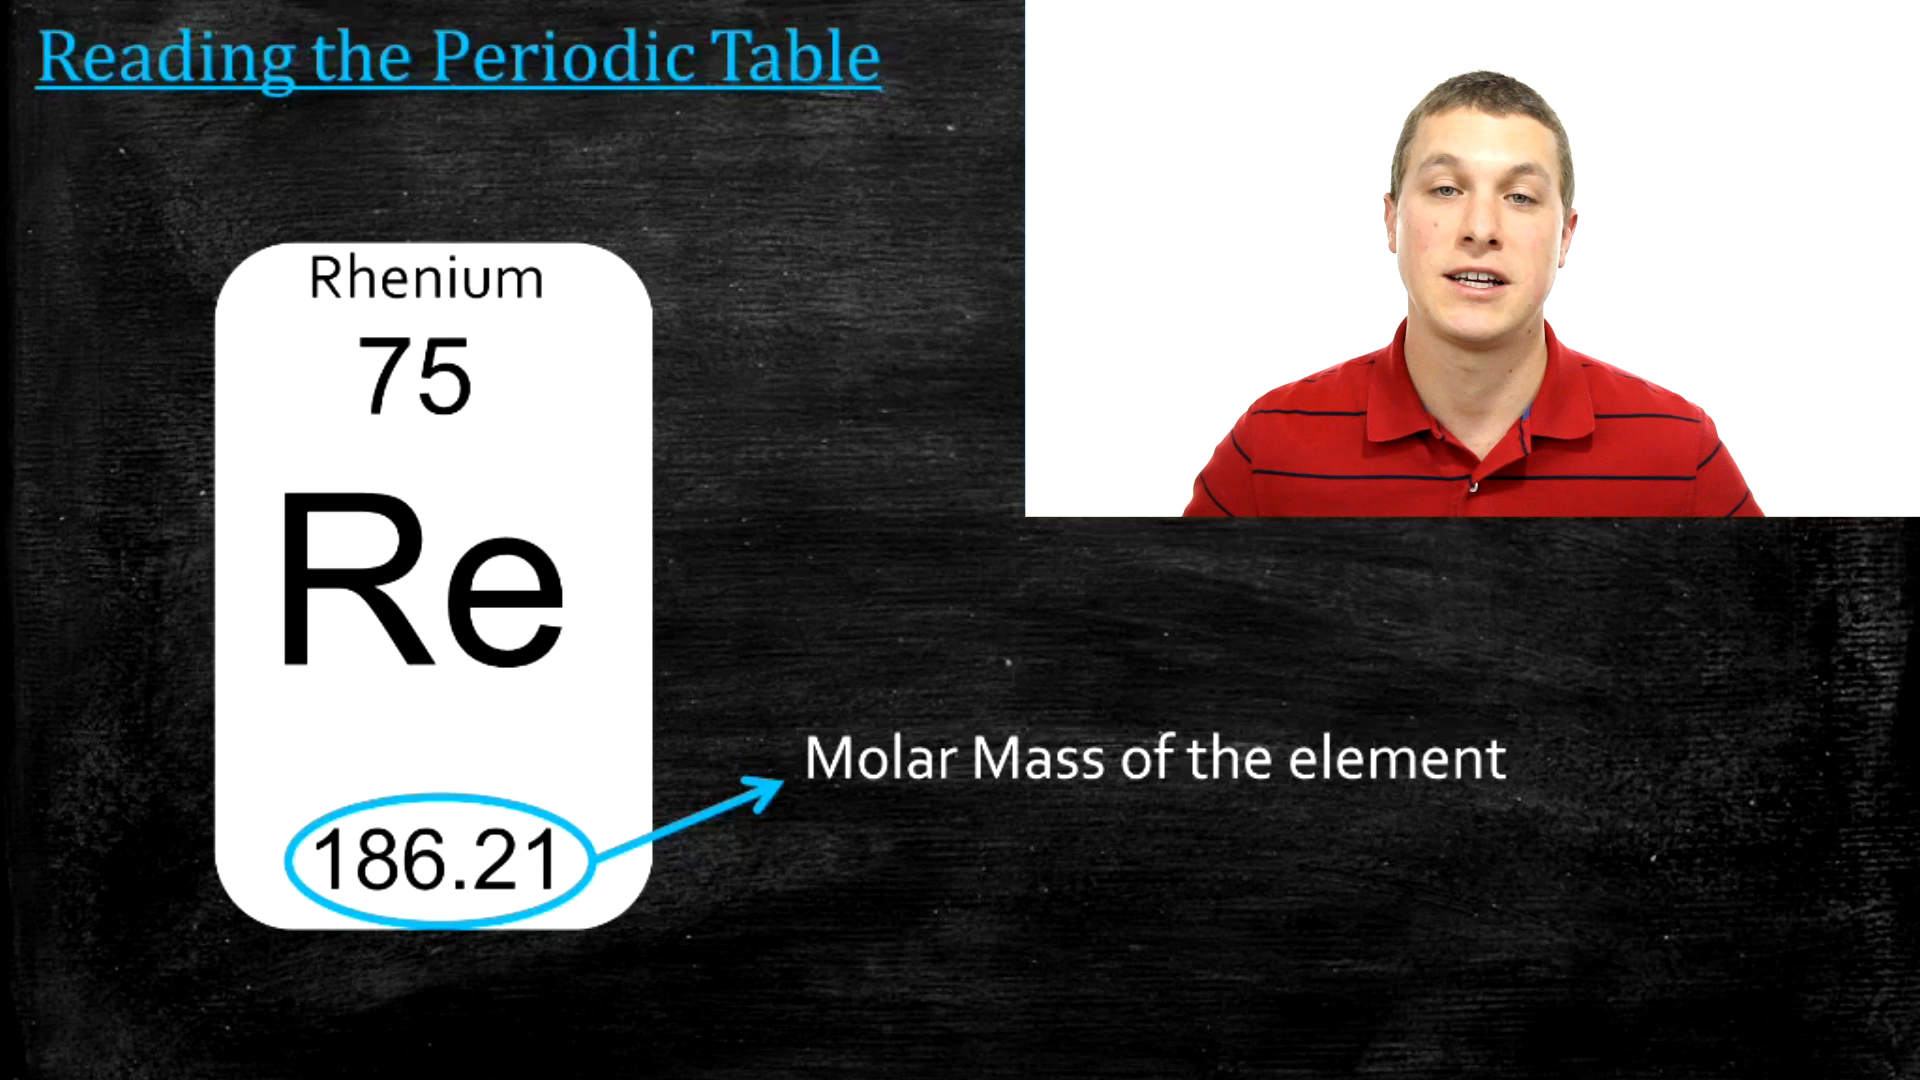 Reading the Periodic Table
Rhenium
75
Re
186.21
Molar Mass of the element